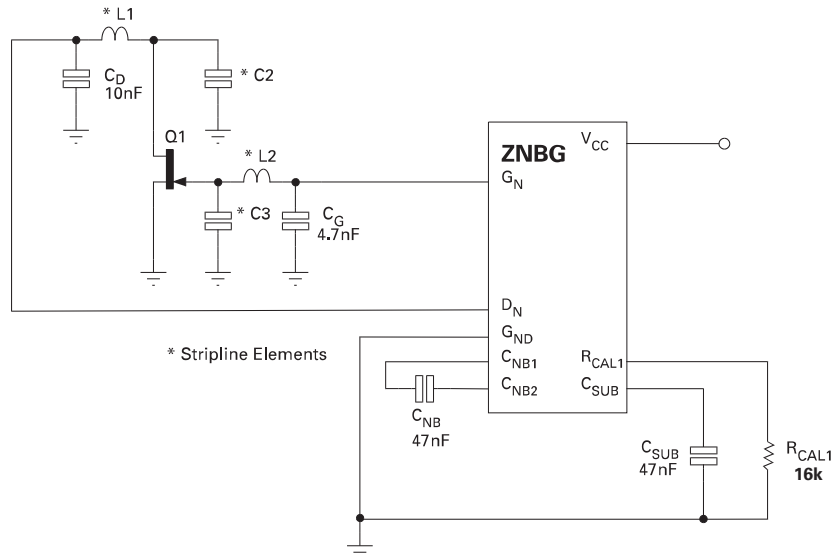 * L1
C_D
10nF
* C2
Q1
* L2
* C3
C_G
4.7nF
ZNBG
V_CC
G_N
D_N
G_ND
C_NB1
R_CAL1
C_NB2
C_SUB
* Stripline Elements
C_NB
47nF
C_SUB
47nF
R_CAL1
16k